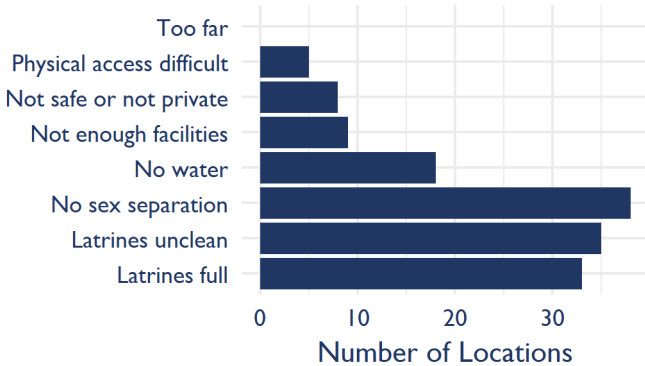 Too far
Physical access difficult
Not safe or not private
Not enough facilities
No water
No sex separation
Latrines unclean
Latrines full
0 10 20 30
Number of Locations